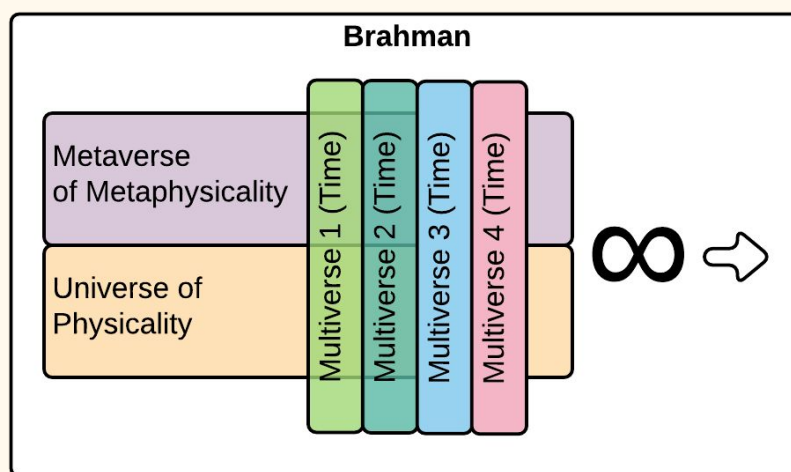 Brahman
Metaverse
of Metaphysicality
Universe of
Physicality
Multiverse 1 (Time)
Multiverse 2 (Time)
Multiverse 3 (Time)
Multiverse 4 (Time)
∞